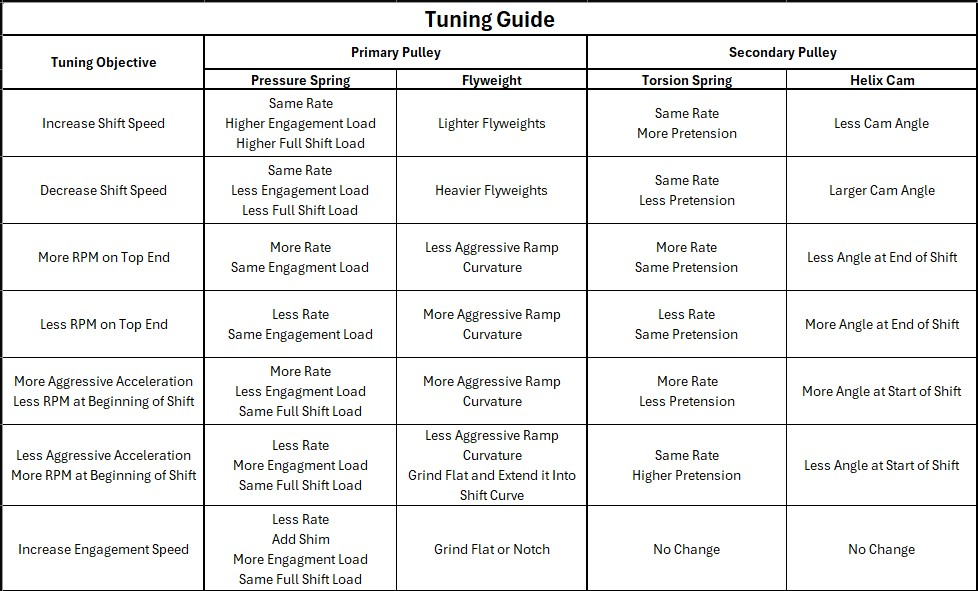 Tuning Guide
Tuning Objective
Primary Pulley
Secondary Pulley
Pressure Spring
Flyweight
Torsion Spring
Helix Cam
Increase Shift Speed
Same Rate
Higher Engagement Load
Higher Full Shift Load
Lighter Flyweights
Same Rate
More Pretension
Less Cam Angle
Decrease Shift Speed
Same Rate
Less Engagement Load
Less Full Shift Load
Heavier Flyweights
Same Rate
Less Pretension
Larger Cam Angle
More RPM on Top End
More Rate
Same Engagment Load
Less Aggressive Ramp
Curvature
More Rate
Same Pretension
Less Angle at End of Shift
Less RPM on Top End
Less Rate
Same Engagement Load
More Aggressive Ramp
Curvature
Less Rate
Same Pretension
More Angle at End of Shift
More Aggressive Acceleration
Less RPM at Beginning of Shift
More Rate
Less Engagment Load
Same Full Shift Load
More Aggressive Ramp
Curvature
More Rate
Less Pretension
More Angle at Start of Shift
Less Aggressive Acceleration
More RPM at Beginning of Shift
Less Rate
More Engagment Load
Same Full Shift Load
Less Aggressive Ramp
Curvature
Grind Flat and Extend it Into
Shift Curve
Same Rate
Higher Pretension
Less Angle at Start of Shift
Increase Engagement Speed
Less Rate
Add Shim
More Engagment Load
Same Full Shift Load
Grind Flat or Notch
No Change
No Change